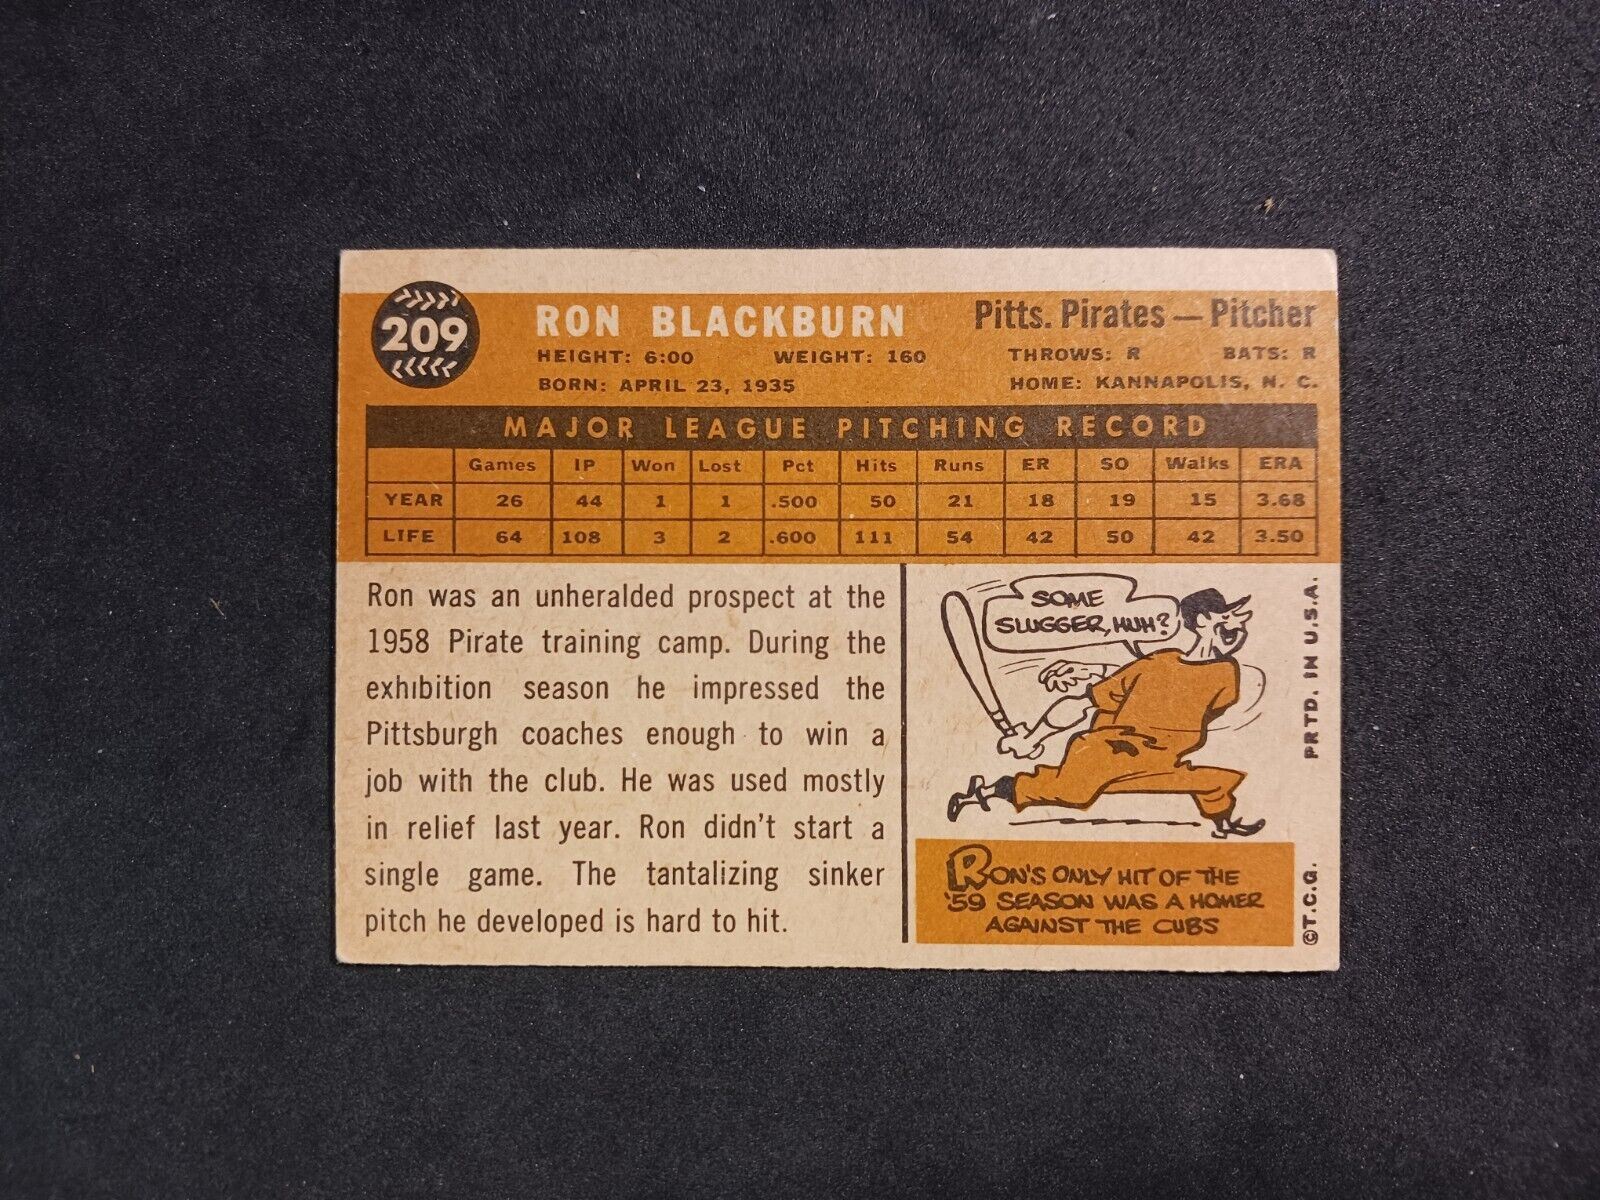 209
RON BLACKBURN
Pitts. Pirates — Pitcher
HEIGHT: 6:00 WEIGHT: 160 THROWS: R BATS: R
BORN: APRIL 23, 1935 HOME: KANNAPOLIS, N. C.
MAJOR LEAGUE PITCHING RECORD
Games IP Won Lost Pct Hits Runs ER SO Walks ERA
YEAR 26 44 1 1 .500 50 21 18 19 15 3.68
LIFE 64 108 3 2 .600 111 54 42 50 42 3.50
Ron was an unheralded prospect at the
1958 Pirate training camp. During the
exhibition season he impressed the
Pittsburgh coaches enough to win a
job with the club. He was used mostly
in relief last year. Ron didn't start a
single game. The tantalizing sinker
pitch he developed is hard to hit.
SOME
SLUGGER, HUH?
RON'S ONLY HIT OF THE
'59 SEASON WAS A HOMER
AGAINST THE CUBS
©T.C.G. PRTD. IN U.S.A.